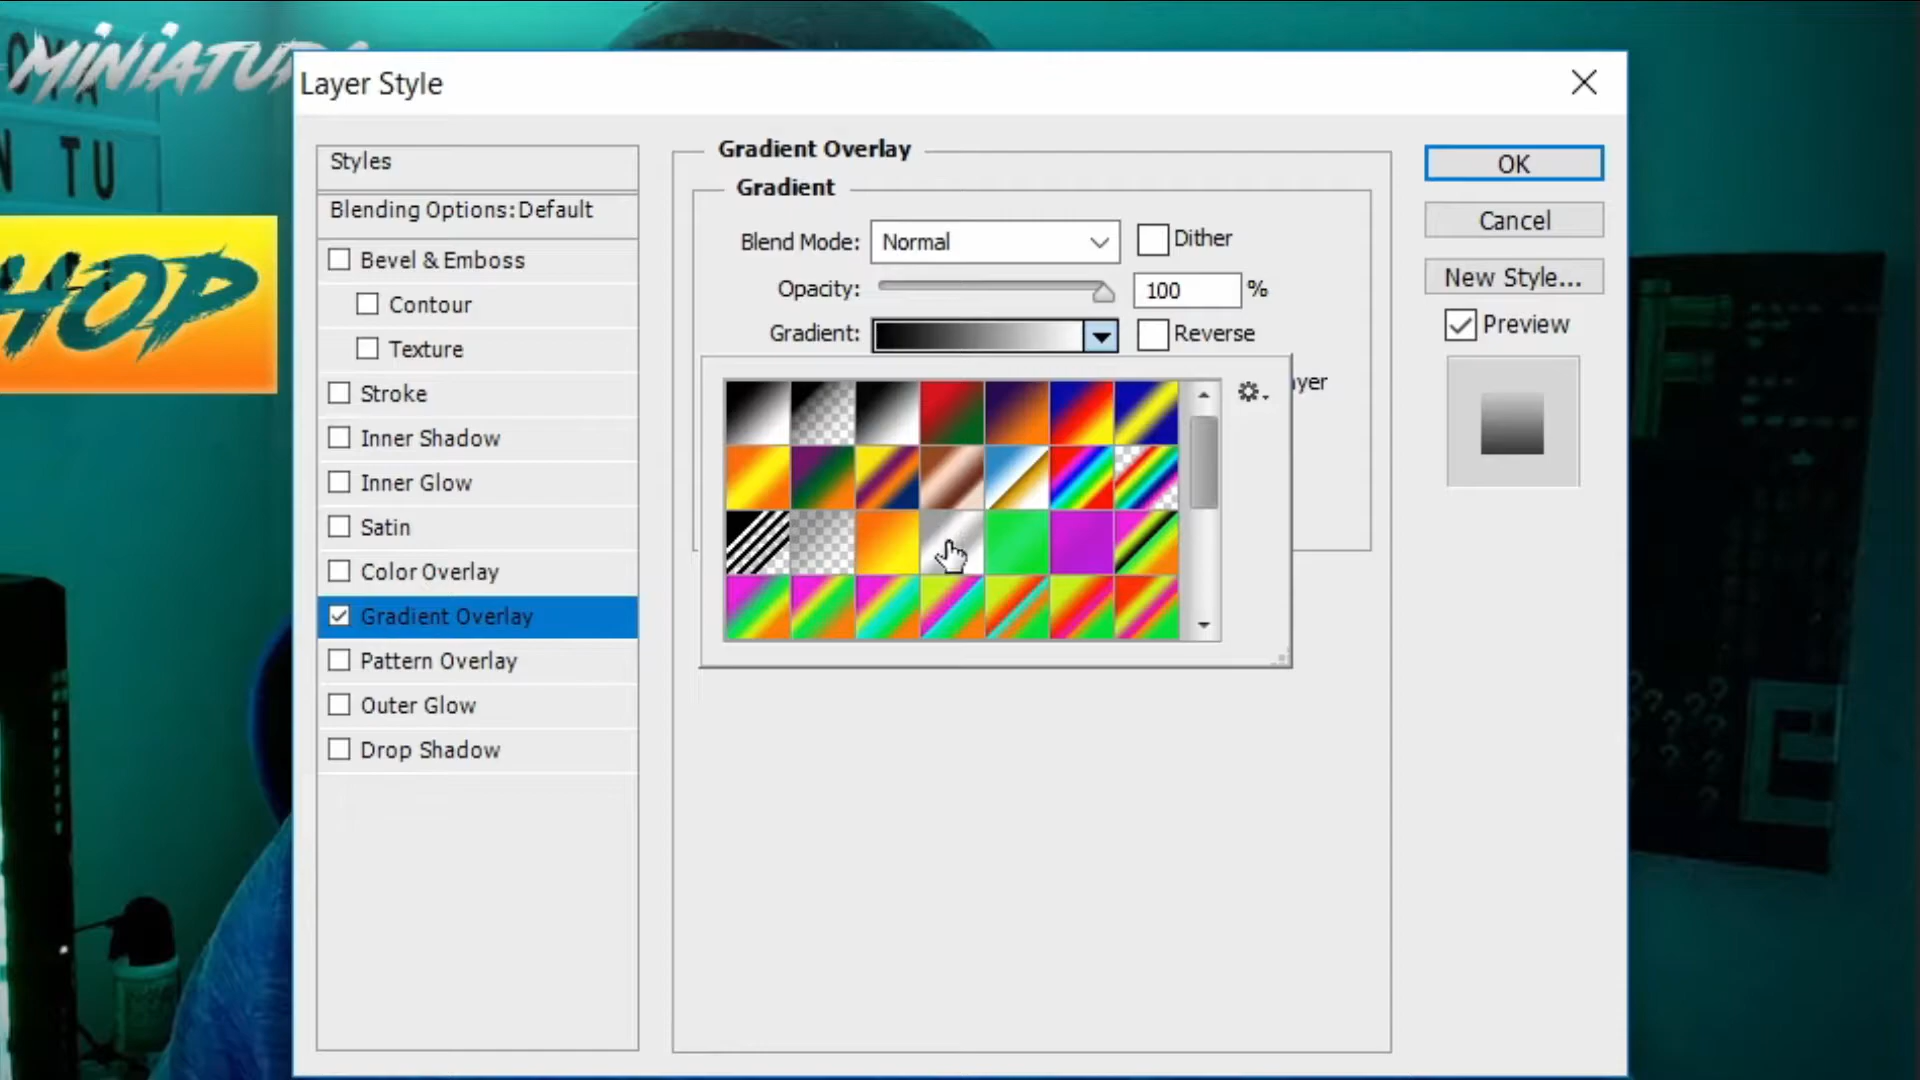 MINIATURA
N TU
HOP
Layer Style
Styles
Blending Options:Default
Bevel & Emboss
Contour
Texture
Stroke
Inner Shadow
Inner Glow
Satin
Color Overlay
Gradient Overlay
Pattern Overlay
Outer Glow
Drop Shadow
Gradient Overlay
Gradient
Blend Mode: Normal Dither
Opacity: 100 %
Gradient: Reverse
ayer
OK
Cancel
New Style...
Preview